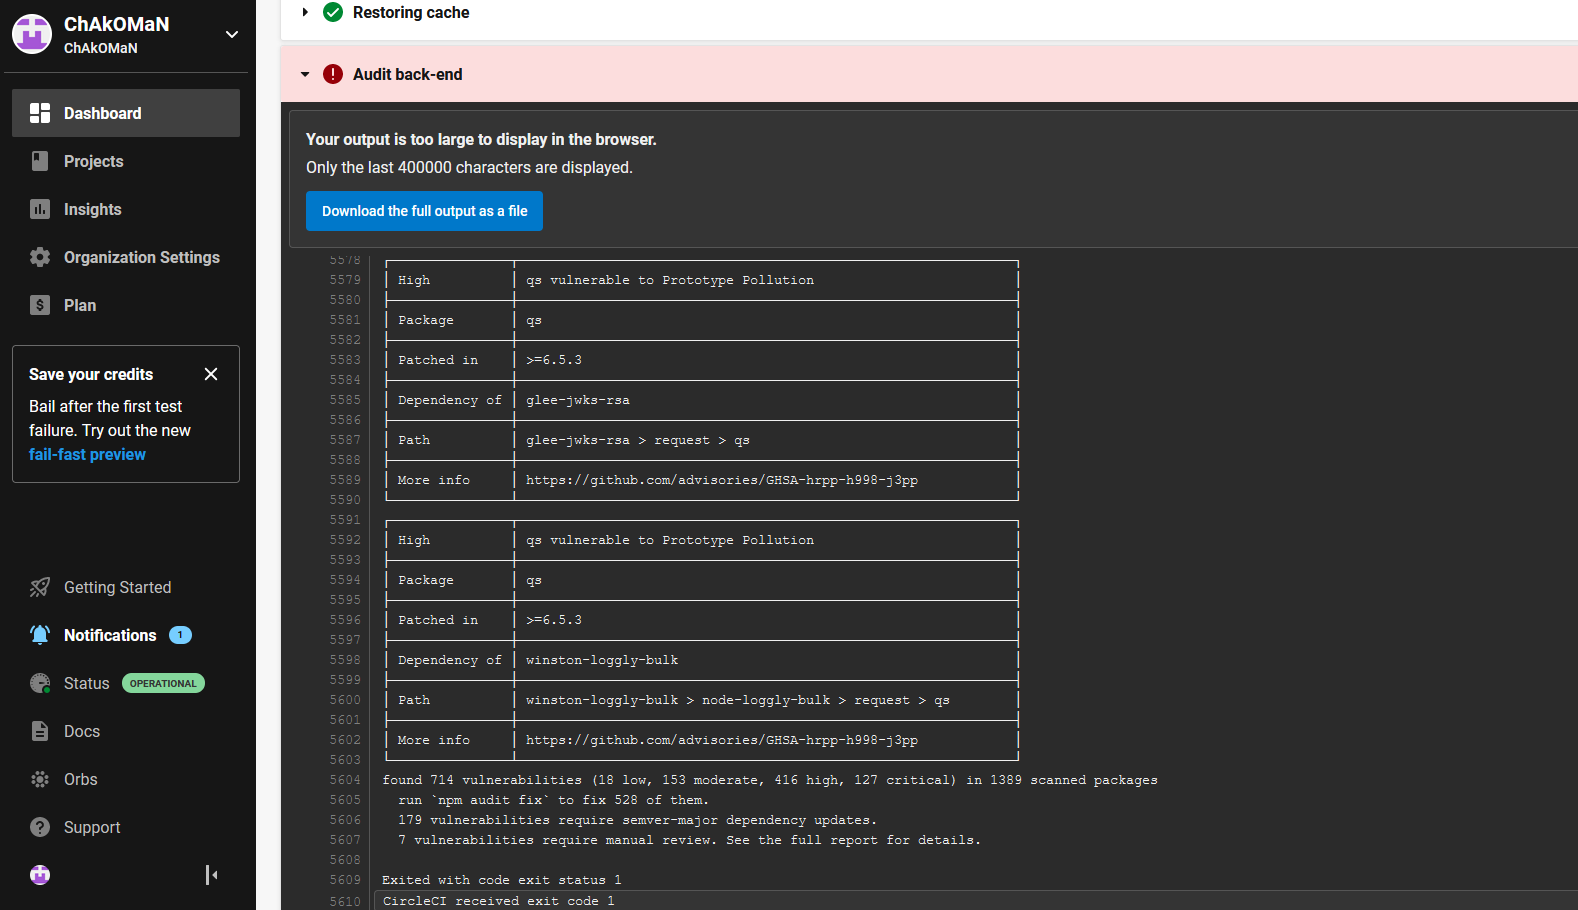 ChAkOMaN
ChAkOMaN
Dashboard
Projects
Insights
Organization Settings
Plan
Save your credits
Bail after the first test
failure. Try out the new
fail-fast preview
Getting Started
Notifications 1
Status OPERATIONAL
Docs
Orbs
Support
Restoring cache
Audit back-end
Your output is too large to display in the browser.
Only the last 400000 characters are displayed.
Download the full output as a file
5578
5579 High qs vulnerable to Prototype Pollution
5580
5581 Package qs
5582
5583 Patched in >=6.5.3
5584
5585 Dependency of glee-jwks-rsa
5586
5587 Path glee-jwks-rsa > request > qs
5588
5589 More info https://github.com/advisories/GHSA-hrpp-h998-j3pp
5590
5591
5592 High qs vulnerable to Prototype Pollution
5593
5594 Package qs
5595
5596 Patched in >=6.5.3
5597
5598 Dependency of winston-loggly-bulk
5599
5600 Path winston-loggly-bulk > node-loggly-bulk > request > qs
5601
5602 More info https://github.com/advisories/GHSA-hrpp-h998-j3pp
5603
5604 found 714 vulnerabilities (18 low, 153 moderate, 416 high, 127 critical) in 1389 scanned packages
5605 run `npm audit fix` to fix 528 of them.
5606 179 vulnerabilities require semver-major dependency updates.
5607 7 vulnerabilities require manual review. See the full report for details.
5608
5609 Exited with code exit status 1
5610 CircleCI received exit code 1